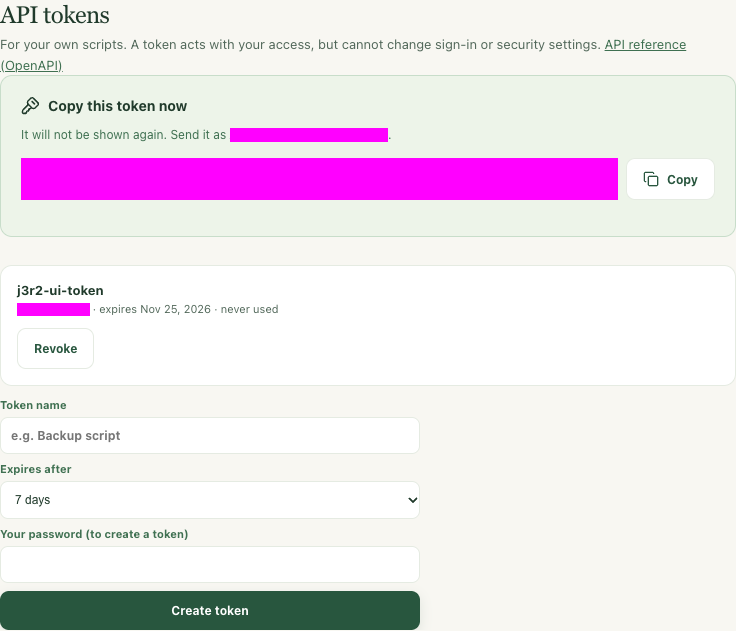 API tokens
For your own scripts. A token acts with your access, but cannot change sign-in or security settings. API reference
(OpenAPI)
Copy this token now
It will not be shown again. Send it as .
Copy
j3r2-ui-token
· expires Nov 25, 2026 · never used
Revoke
Token name
e.g. Backup script
Expires after
7 days
Your password (to create a token)
Create token